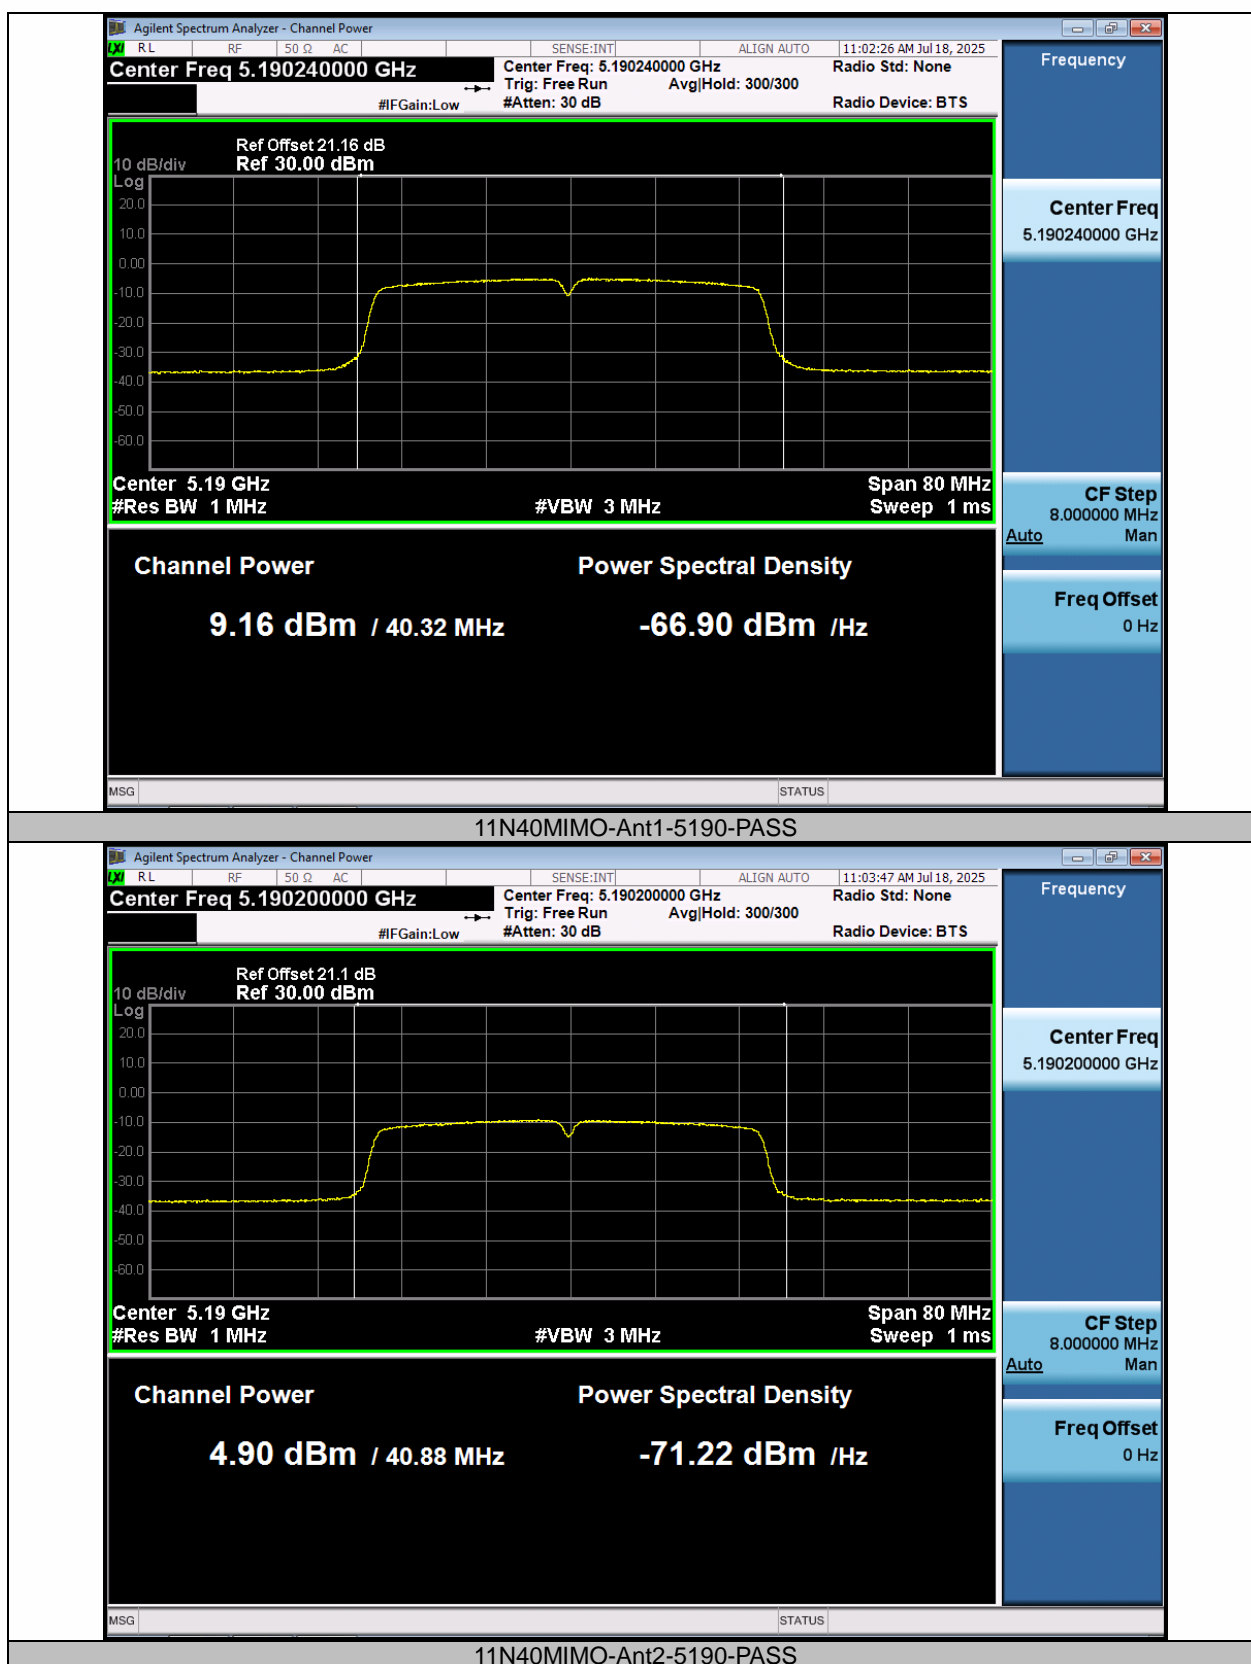 Agilent Spectrum Analyzer - Channel Power
LXI RL RF 50 Ω AC SENSE:INT ALIGN AUTO 11:02:26 AM Jul 18, 2025
Center Freq 5.190240000 GHz Center Freq: 5.190240000 GHz Radio Std: None Frequency
Trig: Free Run Avg|Hold: 300/300
#IFGain:Low #Atten: 30 dB Radio Device: BTS
Ref Offset 21.16 dB
10 dB/div Ref 30.00 dBm
Log
20.0
10.0
0.00
-10.0
-20.0
-30.0
-40.0
-50.0
-60.0
Center Freq
5.190240000 GHz
Center 5.19 GHz Span 80 MHz
#Res BW 1 MHz #VBW 3 MHz Sweep 1 ms
CF Step
8.000000 MHz
Auto Man
Channel Power Power Spectral Density
9.16 dBm / 40.32 MHz -66.90 dBm /Hz
Freq Offset
0 Hz
MSG STATUS
11N40MIMO-Ant1-5190-PASS
Agilent Spectrum Analyzer - Channel Power
LXI RL RF 50 Ω AC SENSE:INT ALIGN AUTO 11:03:47 AM Jul 18, 2025
Center Freq 5.190200000 GHz Center Freq: 5.190200000 GHz Radio Std: None Frequency
Trig: Free Run Avg|Hold: 300/300
#IFGain:Low #Atten: 30 dB Radio Device: BTS
Ref Offset 21.1 dB
10 dB/div Ref 30.00 dBm
Log
20.0
10.0
0.00
-10.0
-20.0
-30.0
-40.0
-50.0
-60.0
Center Freq
5.190200000 GHz
Center 5.19 GHz Span 80 MHz
#Res BW 1 MHz #VBW 3 MHz Sweep 1 ms
CF Step
8.000000 MHz
Auto Man
Channel Power Power Spectral Density
4.90 dBm / 40.88 MHz -71.22 dBm /Hz
Freq Offset
0 Hz
MSG STATUS
11N40MIMO-Ant2-5190-PASS